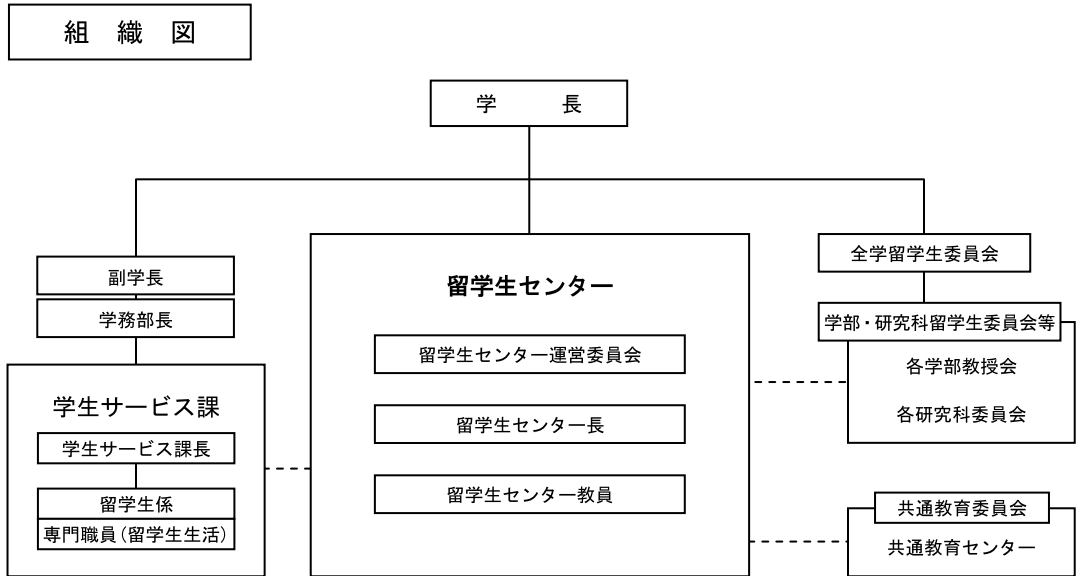 組　織　図
学　　　長
副学長
学務部長
学生サービス課
学生サービス課長
留学生係
専門職員（留学生生活）
留学生センター
留学生センター運営委員会
留学生センター長
留学生センター教員
全学留学生委員会
学部・研究科留学生委員会等
各学部教授会
各研究科委員会
共通教育委員会
共通教育センター